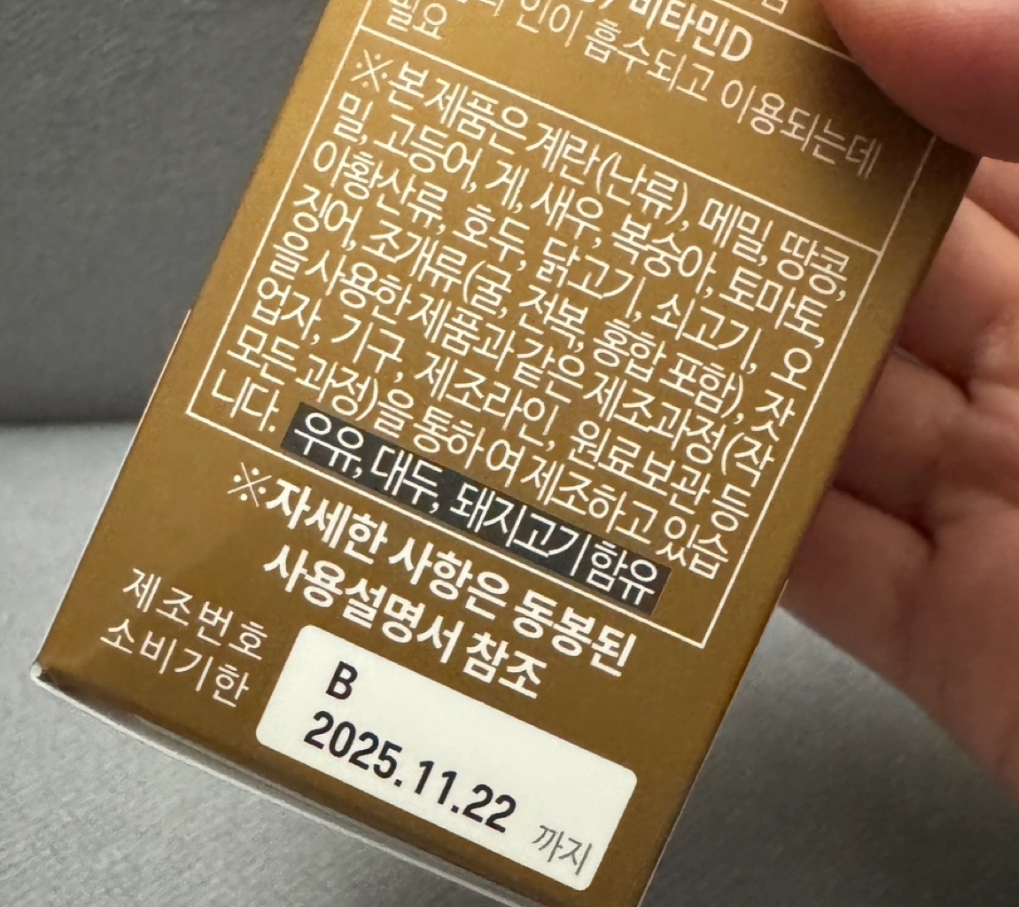 비타민D
인이 흡수되고 이용되는데
필요
※본 제품은 계란(난류), 메밀, 땅콩,
밀, 고등어, 게, 새우, 복숭아, 토마토,
아황산류, 호두, 닭고기, 쇠고기, 오
징어, 조개류(굴, 전복, 홍합 포함), 잣
을 사용한 제품과 같은 제조과정(작
업자, 기구, 제조라인, 원료보관 등
모든 과정)을 통하여 제조하고 있습
니다. 우유, 대두, 돼지고기 함유
※자세한 사항은 동봉된
사용설명서 참조
제조번호 B
소비기한 2025.11.22 까지